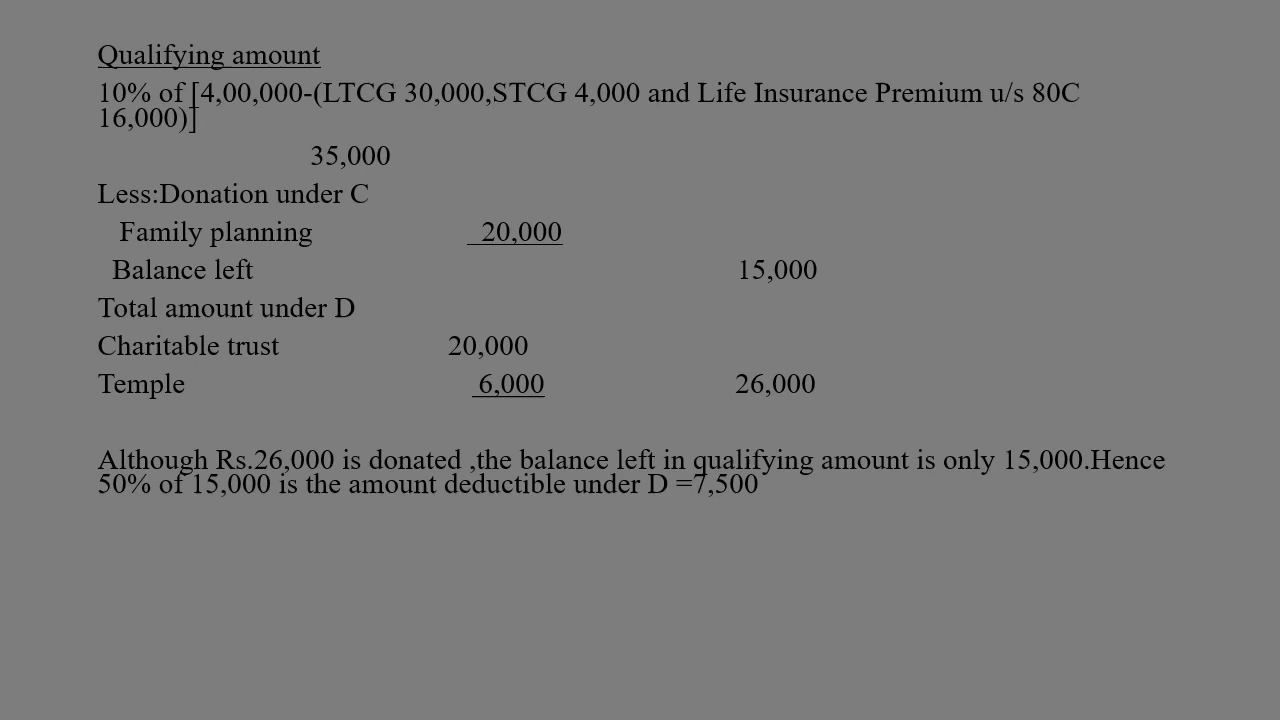 Qualifying amount
10% of [4,00,000-(LTCG 30,000,STCG 4,000 and Life Insurance Premium u/s 80C
16,000)]
35,000
Less:Donation under C
Family planning 20,000
Balance left 15,000
Total amount under D
Charitable trust 20,000
Temple 6,000 26,000
Although Rs.26,000 is donated ,the balance left in qualifying amount is only 15,000.Hence
50% of 15,000 is the amount deductible under D =7,500